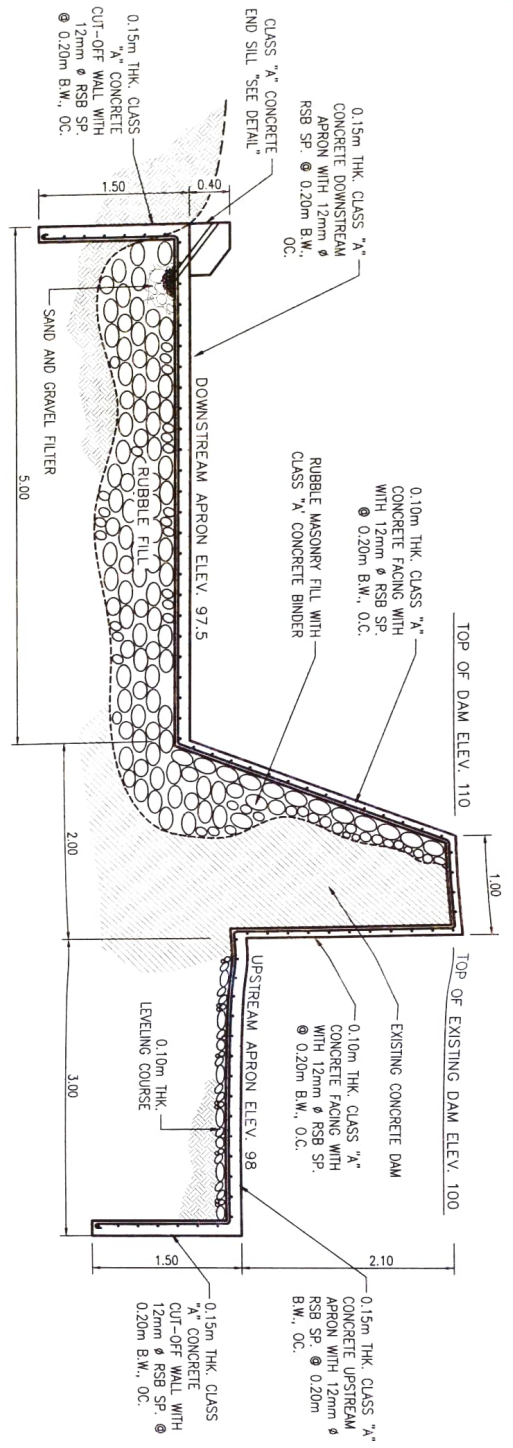 0.15m THK. CLASS
"A" CONCRETE
CUT-OFF WALL WITH
12mm Ø RSB SP.
@ 0.20m B.W., OC.
CLASS "A" CONCRETE
END SILL "SEE DETAIL"
0.15m THK. CLASS "A"
CONCRETE DOWNSTREAM
APRON WITH 12mm Ø
RSB SP. @ 0.20m B.W.,
OC.
0.10m THK. CLASS "A"
CONCRETE FACING WITH
WITH 12mm Ø RSB SP.
@ 0.20m B.W., O.C.
TOP OF DAM ELEV. 110
TOP OF EXISTING DAM ELEV. 100
1.00
1.50
0.40
DOWNSTREAM APRON ELEV. 97.5
RUBBLE MASONRY FILL WITH
CLASS "A' CONCRETE BINDER
EXISTING CONCRETE DAM
0.10m THK. CLASS "A"
CONCRETE FACING WITH
WITH 12mm Ø RSB SP.
@ 0.20m B.W., O.C.
0.15m THK. CLASS "A"
CONCRETE UPSTREAM
APRON WITH 12mm Ø
RSB SP. @ 0.20m
B.W., OC.
2.10
1.50
UPSTREAM APRON ELEV. 98
0.10m THK.
LEVELING COURSE
RUBBLE FILL
SAND AND GRAVEL FILTER
5.00
2.00
3.00
0.15m THK. CLASS
"A" CONCRETE
CUT-OFF WALL WITH
12mm Ø RSB SP. @
0.20m B.W., OC.